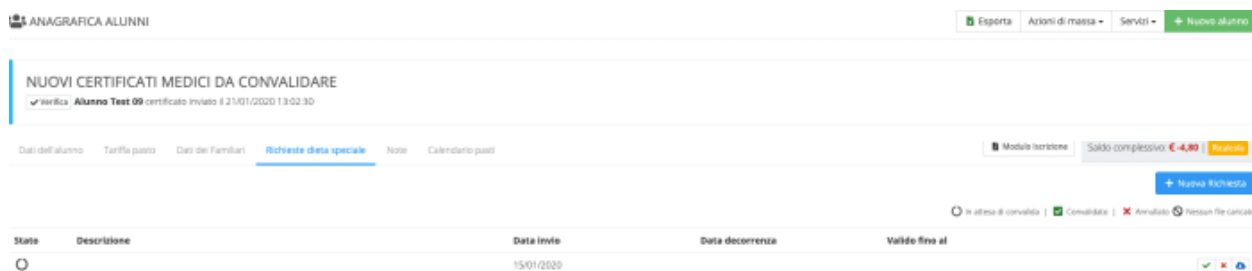 ANAGRAFICA ALUNNI
Esporta Azioni di massa Servizi + Nuovo alunno
NUOVI CERTIFICATI MEDICI DA CONVALIDARE
Verifica Alunno Test 09 certificato inviato il 21/01/2020 13:02:30
Dati dell'alunno Tariffa pasto Dati dei Familiari Richieste dieta speciale Note Calendario pasti Modulo iscrizione Saldo complessivo: € -4,80 | Ricalcola
+ Nuova Richiesta
In attesa di convalida | Convalidato | Annullato Nessun file caricato
Stato Descrizione Data invio Data decorrenza Valido fino al
15/01/2020